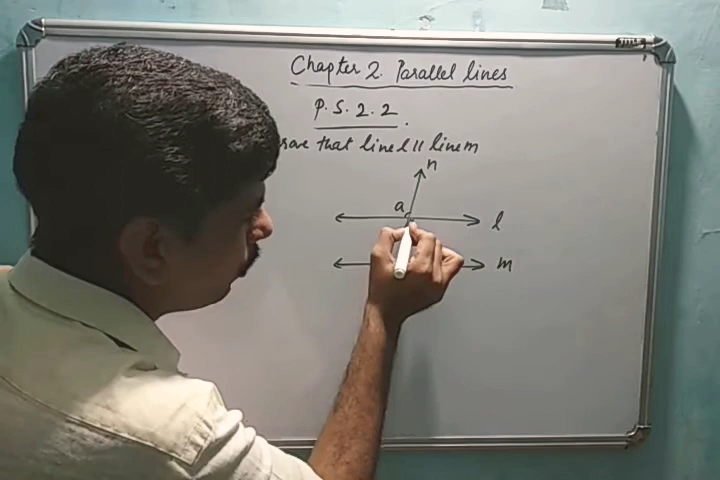 Chapter 2. Parallel lines
P.S. 2.2
that line l || line m
n
a
l
m